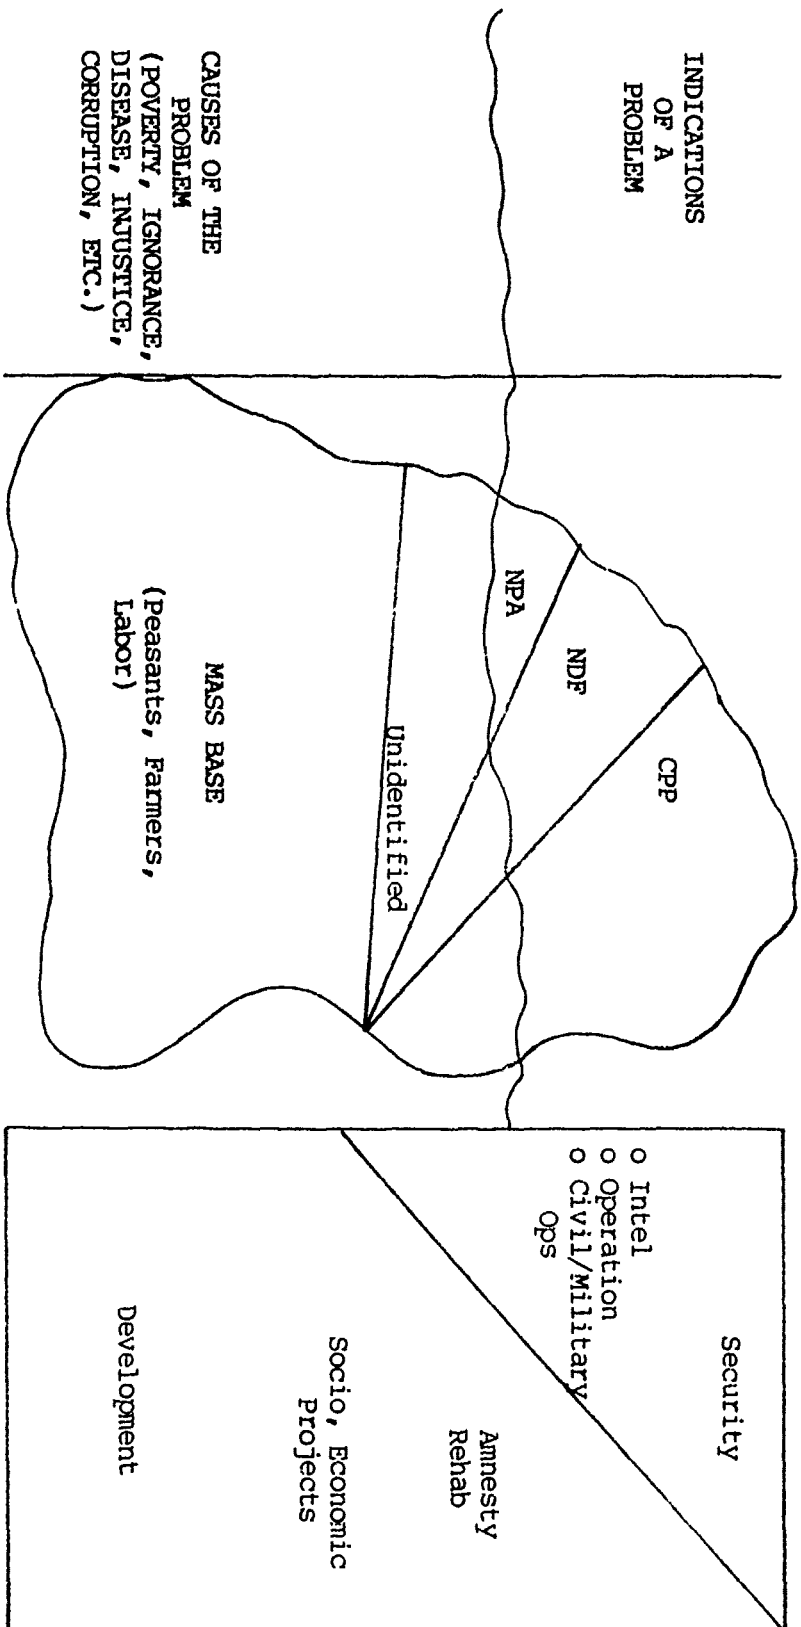 INDICATIONS
OF A
PROBLEM
CAUSES OF THE
PROBLEM
(POVERTY, IGNORANCE,
DISEASE, INJUSTICE,
CORRUPTION, ETC.)
CPP
NDF
NPA
Unidentified
MASS BASE
(Peasants, Farmers,
Labor)
Security
o Intel
o Operation
o Civil/Military
Ops
Amnesty
Rehab
Socio, Economic
Projects
Development